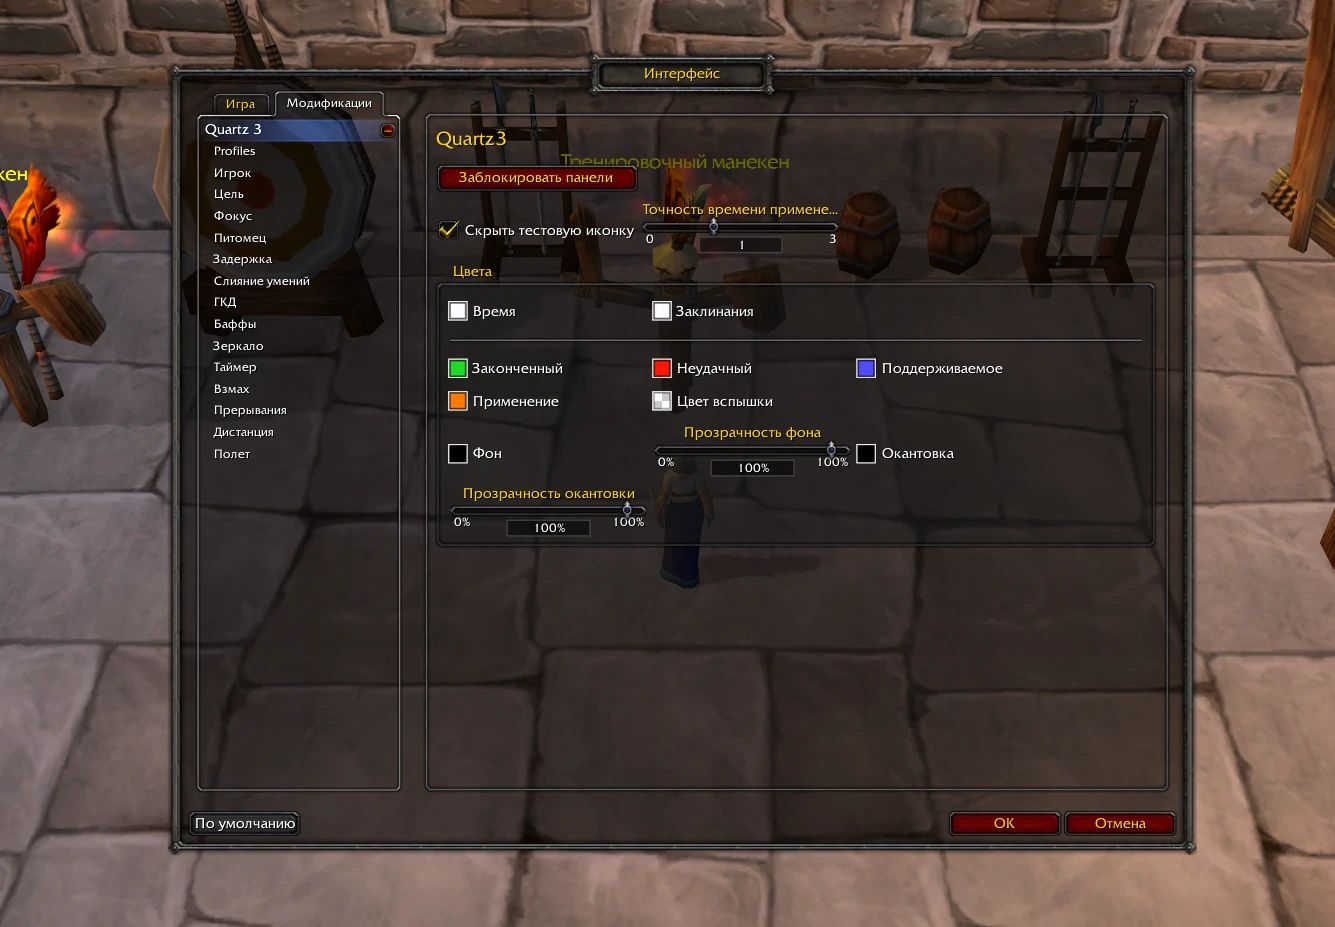 Интерфейс
Игра
Модификации
Quartz 3
Profiles
Игрок
Цель
Фокус
Питомец
Задержка
Слияние умений
ГКД
Баффы
Зеркало
Таймер
Взмах
Прерывания
Дистанция
Полет
кен
Quartz3
Тренировочный манекен
Заблокировать панели
Скрыть тестовую иконку
Точность времени примене...
0
1
3
Цвета
Время
Заклинания
Законченный
Неудачный
Поддерживаемое
Применение
Цвет вспышки
Фон
Прозрачность фона
0%
100%
100%
Окантовка
Прозрачность окантовки
0%
100%
100%
По умолчанию
ОК
Отмена